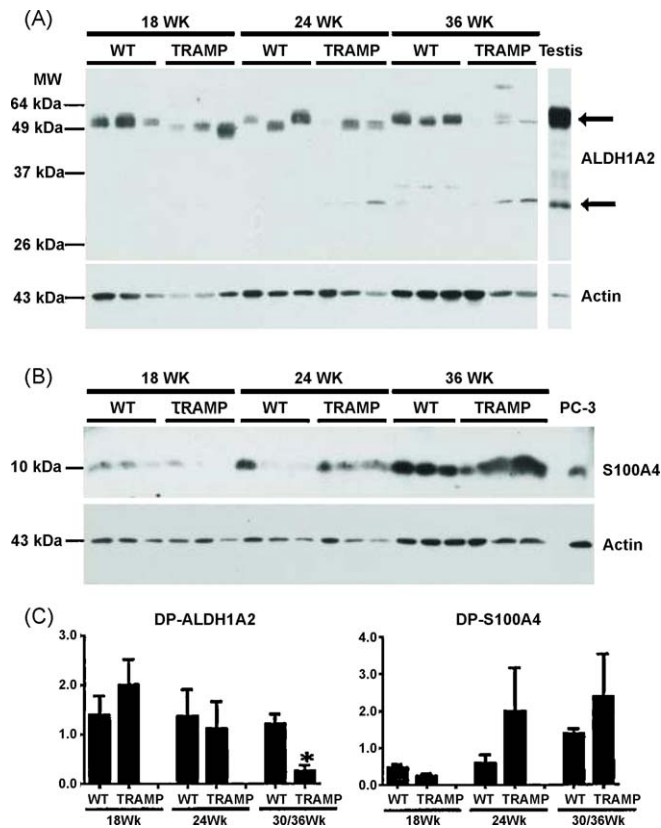 (A)
18 WK 24 WK 36 WK
WT TRAMP WT TRAMP WT TRAMP Testis
MW
64 kDa
49 kDa
ALDH1A2
37 kDa
26 kDa
43 kDa Actin
(B)
18 WK 24 WK 36 WK
WT TRAMP WT TRAMP WT TRAMP PC-3
10 kDa S100A4
43 kDa Actin
(C)
DP-ALDH1A2 DP-S100A4
3.0 4.0
2.0 3.0
1.0 2.0
0.0 1.0
0.0
*
WT TRAMP WT TRAMP WT TRAMP WT TRAMP WT TRAMP WT TRAMP
18Wk 24Wk 30/36Wk 18Wk 24Wk 30/36Wk